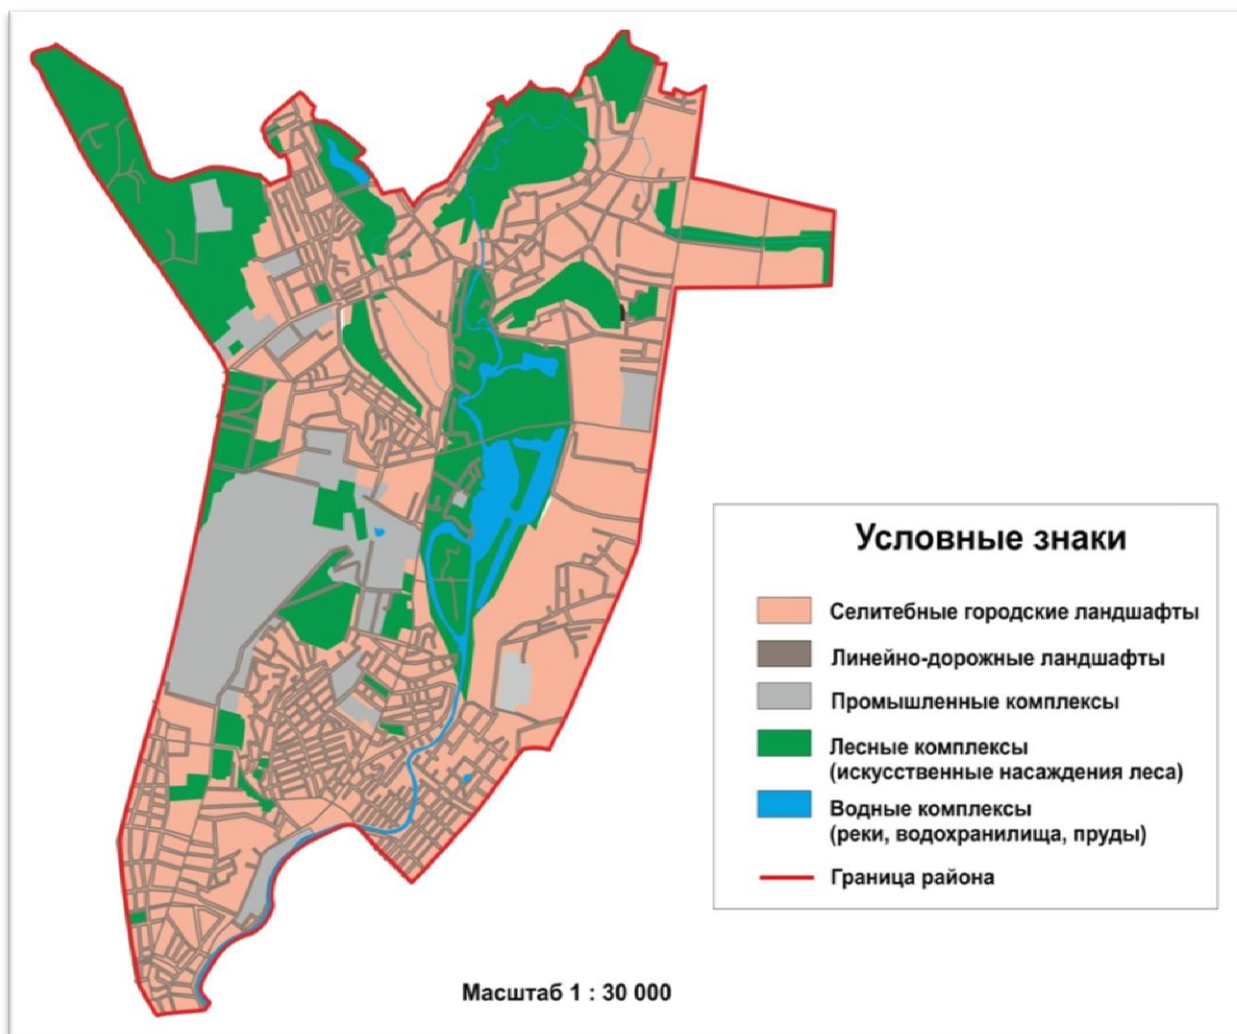 Условные знаки
Селитебные городские ландшафты
Линейно-дорожные ландшафты
Промышленные комплексы
Лесные комплексы
(искусственные насаждения леса)
Водные комплексы
(реки, водохранилища, пруды)
Граница района
Масштаб 1 : 30 000